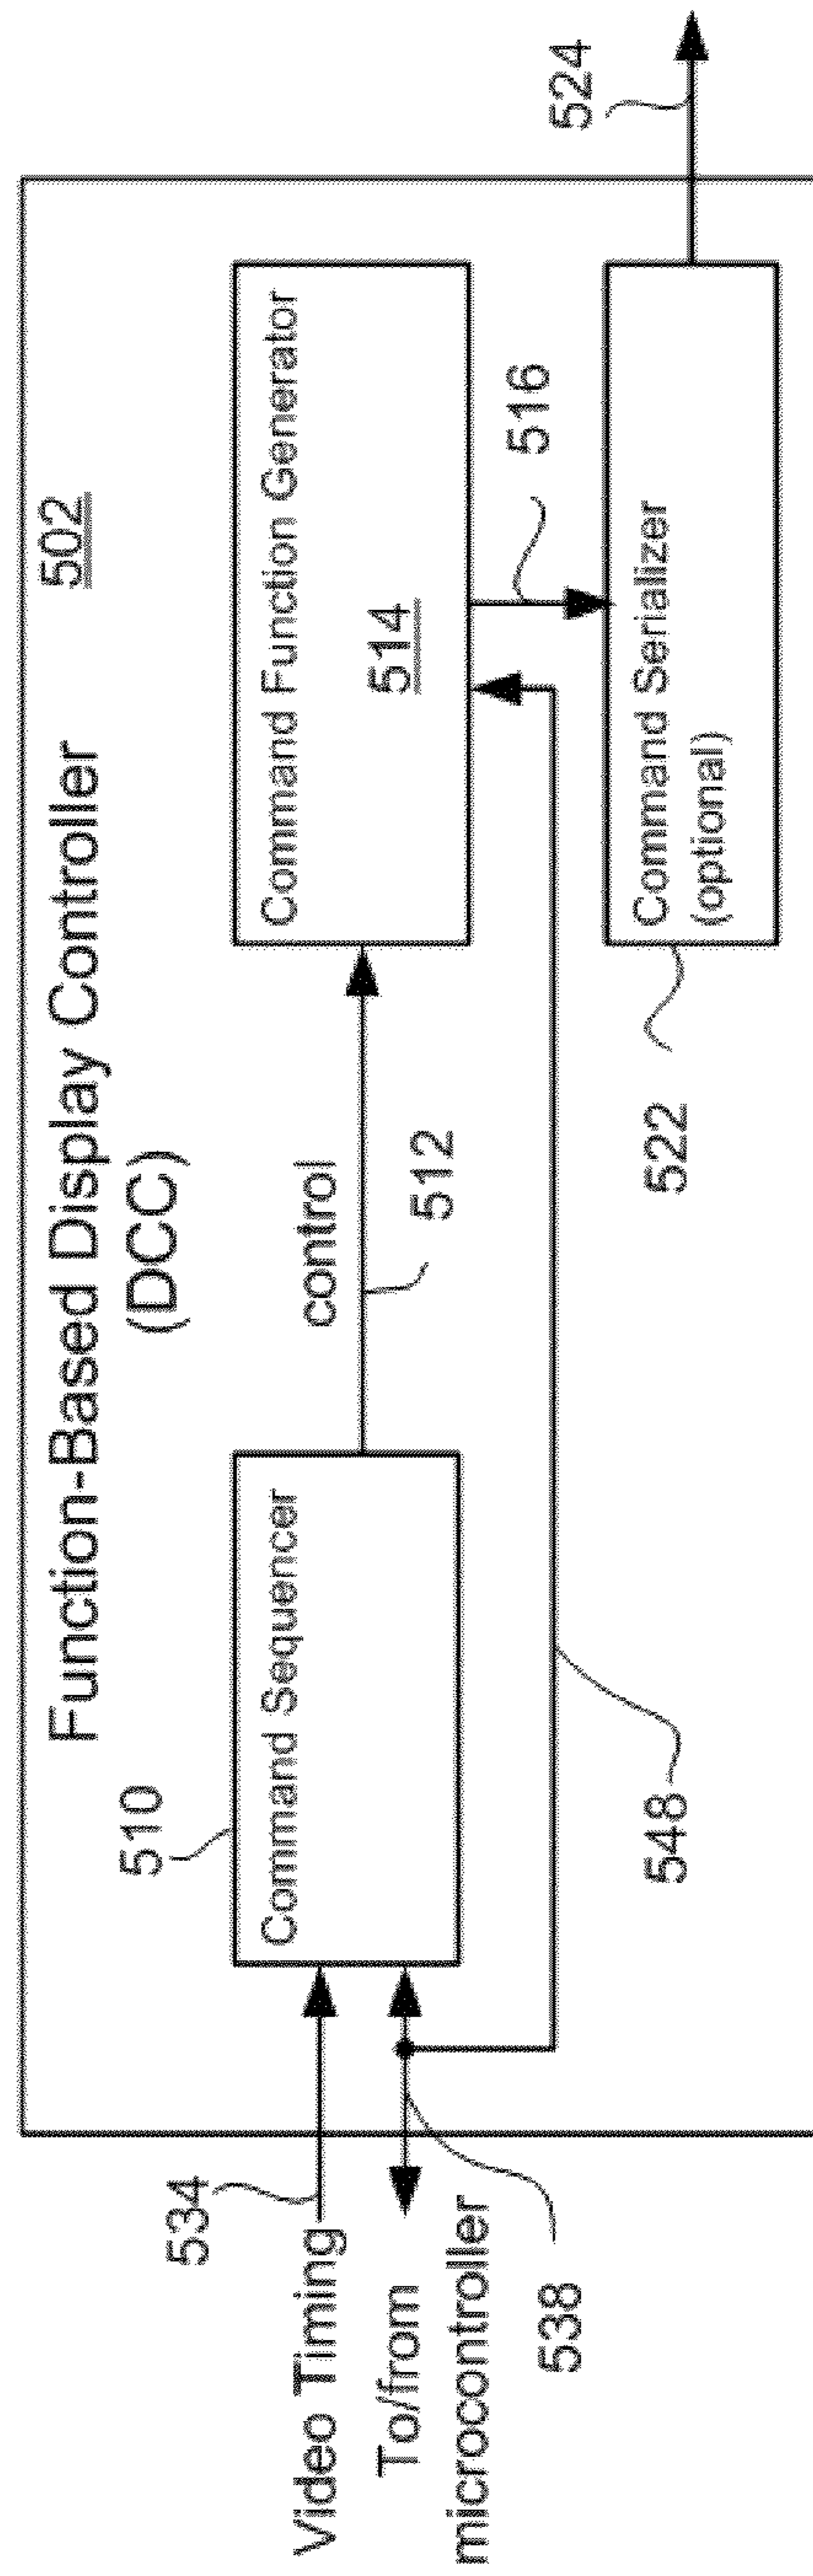 Function-Based Display Controller
(DCC)
502
510
Command Sequencer
control
512
Command Function Generator
514
516
524
Command Serializer
(optional)
522
548
534
Video Timing
To/from
microcontroller
538